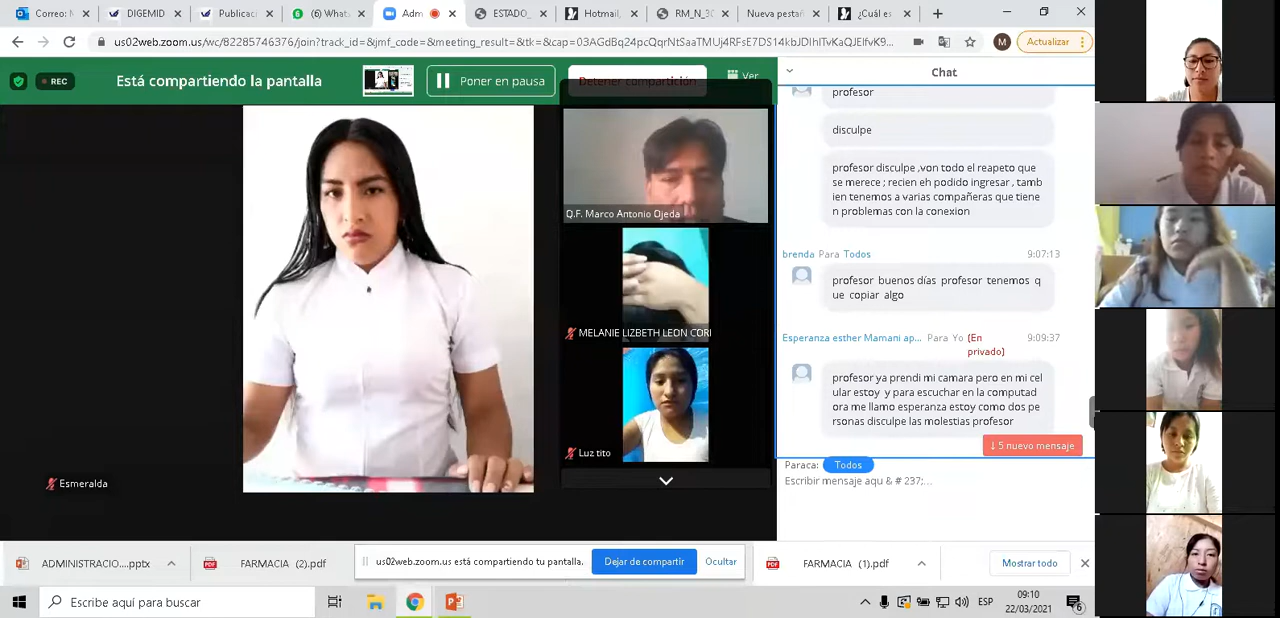 Correo: M
DIGEMID
Publicaci
(6) Whats
Adm
ESTADO_
Hotmail,
RM_N_30
Nueva pestañ
¿Cuál es
us02web.zoom.us/wc/82285746376/join?track_id=&jmf_code=&meeting_result=&tk=&cap=
M
Actualizar
REC
Está compartiendo la pantalla
Poner en pausa
Detener compartición
Ver
Chat
profesor
disculpe
profesor disculpe ,von todo el reapeto que
se merece ; recien eh podido ingresar , tamb
ien tenemos a varias compañeras que tiene
n problemas con la conexion
brenda Para Todos 9:07:13
profesor buenos días profesor tenemos q
ue copiar algo
Esperanza esther Mamani ap... Para Yo (En 9:09:37
privado)
profesor ya prendi mi camara pero en mi cel
ular estoy y para escuchar en la computad
ora me llamo esperanza estoy como dos pe
rsonas disculpe las molestias profesor
↓ 5 nuevo mensaje
Paraca: Todos
Escribir mensaje aqu & # 237;...
Q.F. Marco Antonio Ojeda
MELANIE LIZBETH LEON CORI
Luz tito
Esmeralda
ADMINISTRACIO....pptx
FARMACIA (2).pdf
us02web.zoom.us está compartiendo tu pantalla.
Dejar de compartir
Ocultar
FARMACIA (1).pdf
Mostrar todo
Escribe aquí para buscar
ESP
09:10
22/03/2021
6